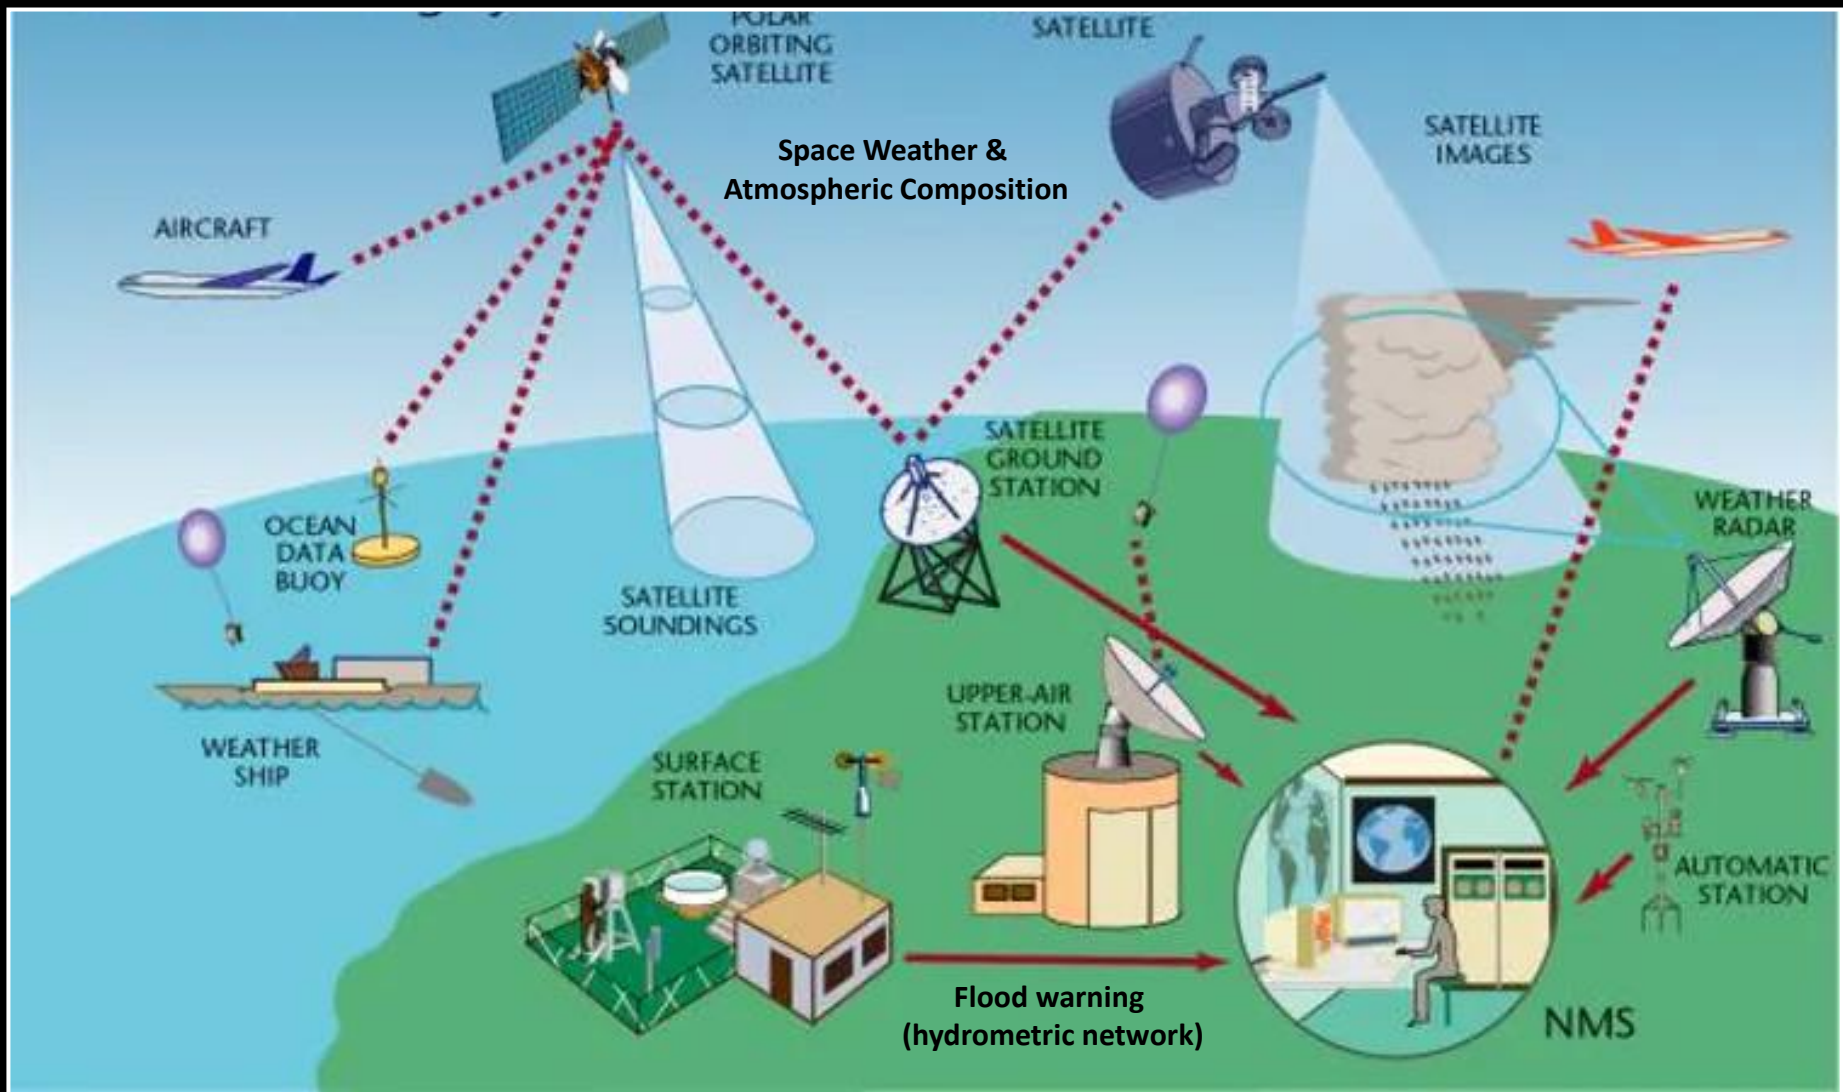 POLAR
ORBITING
SATELLITE
SATELLITE
Space Weather &
Atmospheric Composition
SATELLITE
IMAGES
AIRCRAFT
SATELLITE
GROUND
STATION
WEATHER
RADAR
OCEAN
DATA
BUOY
SATELLITE
SOUNDINGS
UPPER-AIR
STATION
WEATHER
SHIP
SURFACE
STATION
AUTOMATIC
STATION
Flood warning
(hydrometric network)
NMS